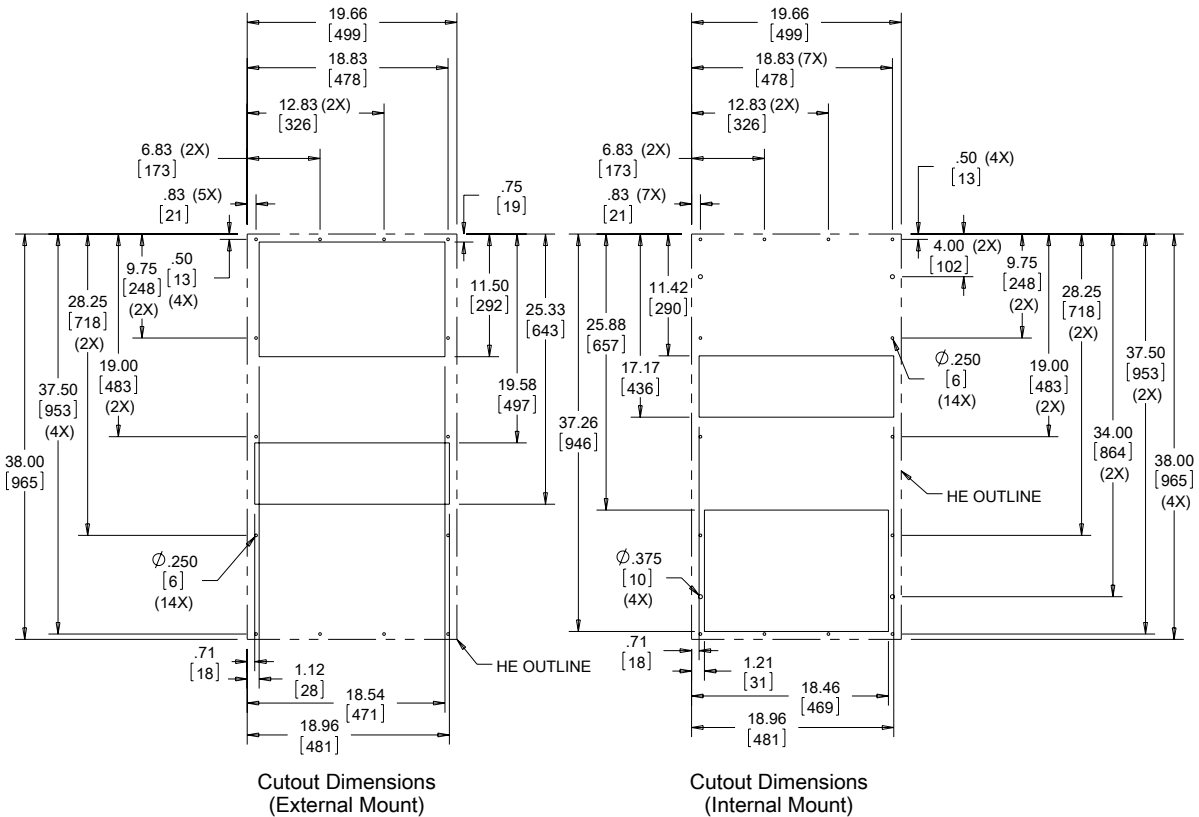 19.66
[499]
18.83
[478]
12.83 (2X)
[326]
6.83 (2X)
[173]
.83 (5X)
[21]
.75
[19]
.50
[13]
(4X)
9.75
[248]
(2X)
28.25
[718]
(2X)
19.00
[483]
(2X)
37.50
[953]
(4X)
38.00
[965]
11.50
[292]
25.33
[643]
19.58
[497]
Ø.250
[6]
(14X)
.71
[18]
1.12
[28]
18.54
[471]
18.96
[481]
HE OUTLINE
Cutout Dimensions
(External Mount)
19.66
[499]
18.83 (7X)
[478]
12.83 (2X)
[326]
6.83 (2X)
[173]
.83 (7X)
[21]
.50 (4X)
[13]
4.00 (2X)
[102]
9.75
[248]
(2X)
11.42
[290]
28.25
[718]
(2X)
25.88
[657]
17.17
[436]
Ø.250
[6]
(14X)
19.00
[483]
(2X)
37.50
[953]
(2X)
37.26
[946]
34.00
[864]
(2X)
38.00
[965]
(4X)
HE OUTLINE
Ø.375
[10]
(4X)
.71
[18]
1.21
[31]
18.46
[469]
18.96
[481]
Cutout Dimensions
(Internal Mount)